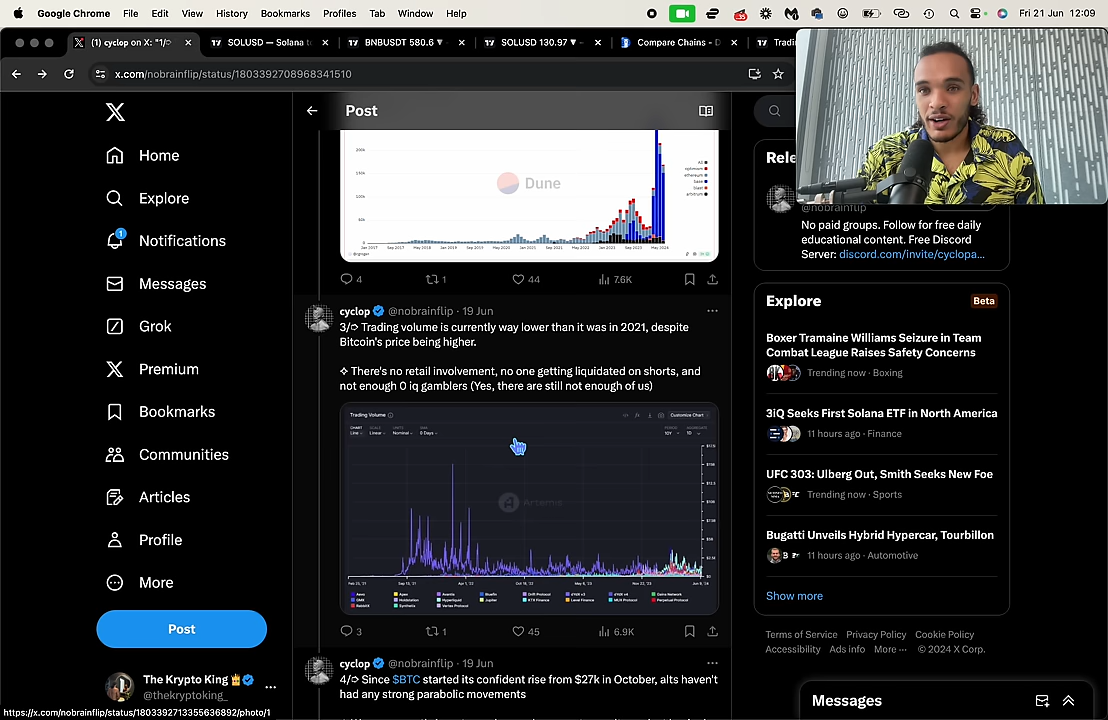 Google Chrome File Edit View History Bookmarks Profiles Tab Window Help
35
Fri 21 Jun 12:09
(1) cyclop on X: "1/
SOLUSD — Solana to
BNBUSDT 580.6
SOLUSD 130.97
Compare Chains - D
Tradi
x.com/nobrainflip/status/1803392708968341510
Home
Explore
1
Notifications
Messages
Grok
Premium
Bookmarks
Communities
Articles
Profile
More
Post
The Krypto King
@thekryptoking_
https://x.com/nobrainflip/status/1803392713355636892/photo/1
Post
Dune
4 1 44 7.6K
cyclop @nobrainflip · 19 Jun
3/ Trading volume is currently way lower than it was in 2021, despite
Bitcoin's price being higher.
There's no retail involvement, no one getting liquidated on shorts, and
not enough 0 iq gamblers (Yes, there are still not enough of us)
Trading Volume
Customize Chart
Artemis
3 1 45 6.9K
cyclop @nobrainflip · 19 Jun
4/ Since $BTC started its confident rise from $27k in October, alts haven't
had any strong parabolic movements
Rele
@nobrainflip
No paid groups. Follow for free daily
educational content. Free Discord
Server: discord.com/invite/cyclopa...
Explore
Beta
Boxer Tramaine Williams Seizure in Team
Combat League Raises Safety Concerns
Trending now · Boxing
3iQ Seeks First Solana ETF in North America
11 hours ago · Finance
UFC 303: Ulberg Out, Smith Seeks New Foe
Trending now · Sports
Bugatti Unveils Hybrid Hypercar, Tourbillon
11 hours ago · Automotive
Show more
Terms of Service Privacy Policy Cookie Policy
Accessibility Ads info More ··· © 2024 X Corp.
Messages